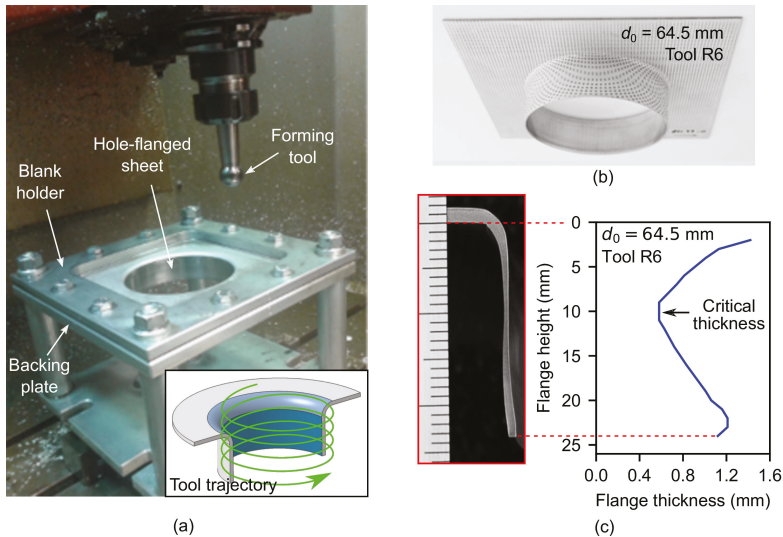 Forming
tool
Hole-flanged
sheet
Blank
holder
Backing
plate
Tool trajectory
(a)
d₀ = 64.5 mm
Tool R6
(b)
d₀ = 64.5 mm
Tool R6
Critical
thickness
Flange height (mm)
0
5
10
15
20
25
0.0
0.4
0.8
1.2
1.6
Flange thickness (mm)
(c)